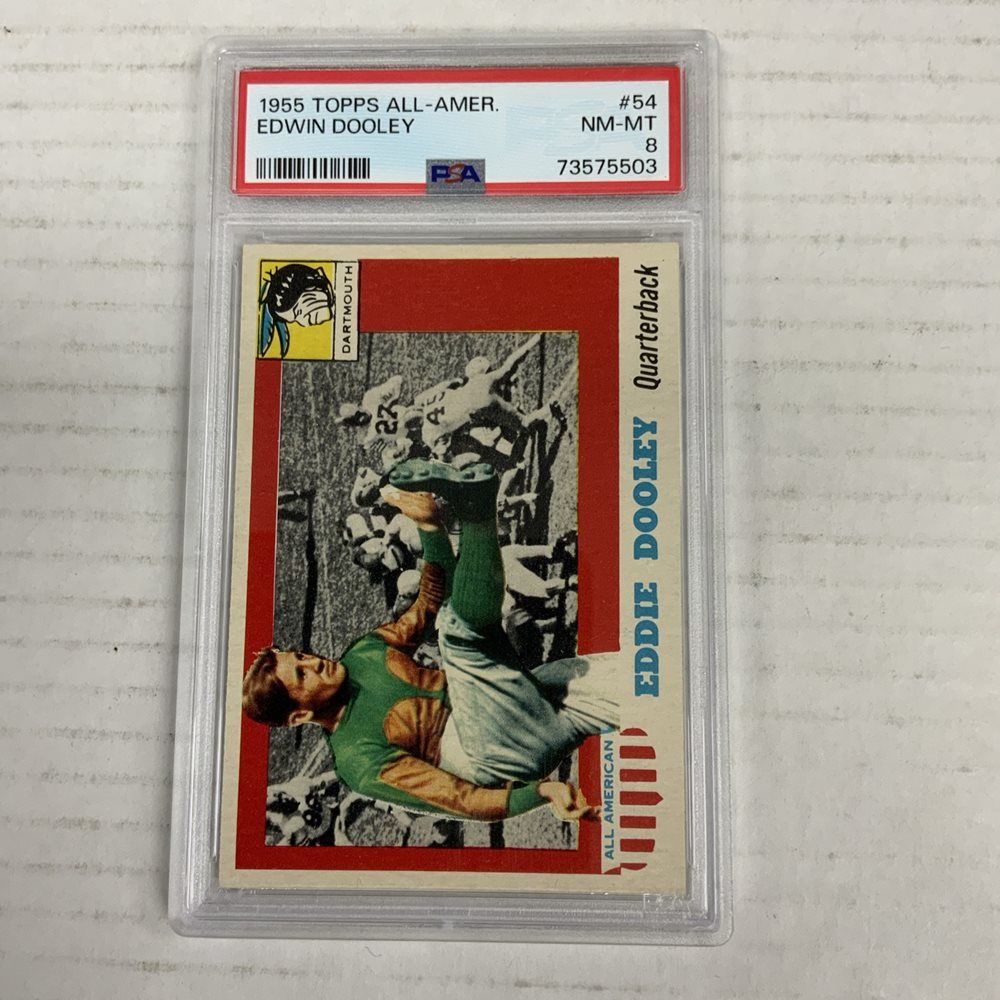 1955 TOPPS ALL-AMER. #54
EDWIN DOOLEY NM-MT
8
PSA 73575503
DARTMOUTH
27
45
EDDIE DOOLEY Quarterback
ALL AMERICAN